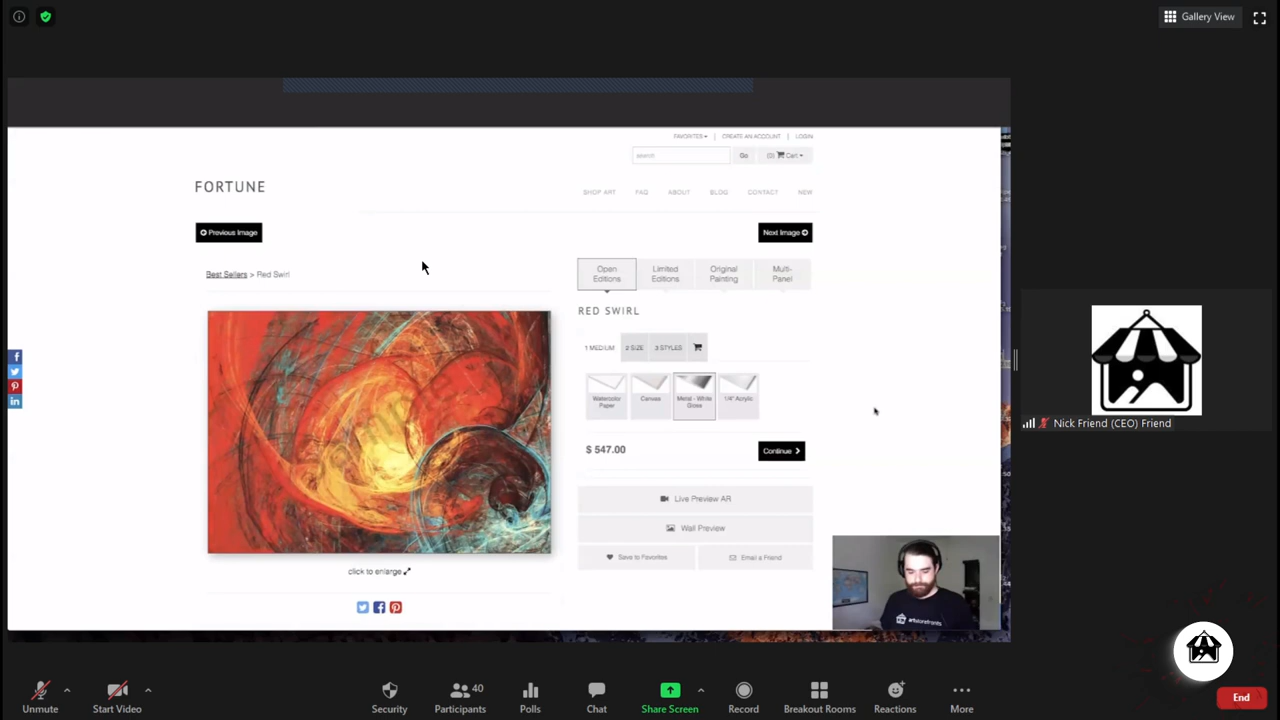 Gallery View
FAVORITES | CREATE AN ACCOUNT | LOGIN
search Go (0) Cart
FORTUNE
SHOP ART FAQ ABOUT BLOG CONTACT NEW
Previous Image Next Image
Best Sellers > Red Swirl
Open Editions
Limited Editions
Original Painting
Multi-Panel
RED SWIRL
1 MEDIUM 2 SIZE 3 STYLES
Watercolor Paper
Canvas
Metal - White Gloss
1/4" Acrylic
$ 547.00 Continue
Live Preview AR
Wall Preview
Save to Favorites Email a Friend
click to enlarge
artstorefronts
Nick Friend (CEO) Friend
Unmute Start Video Security Participants 40 Polls Chat Share Screen Record Breakout Rooms Reactions More End